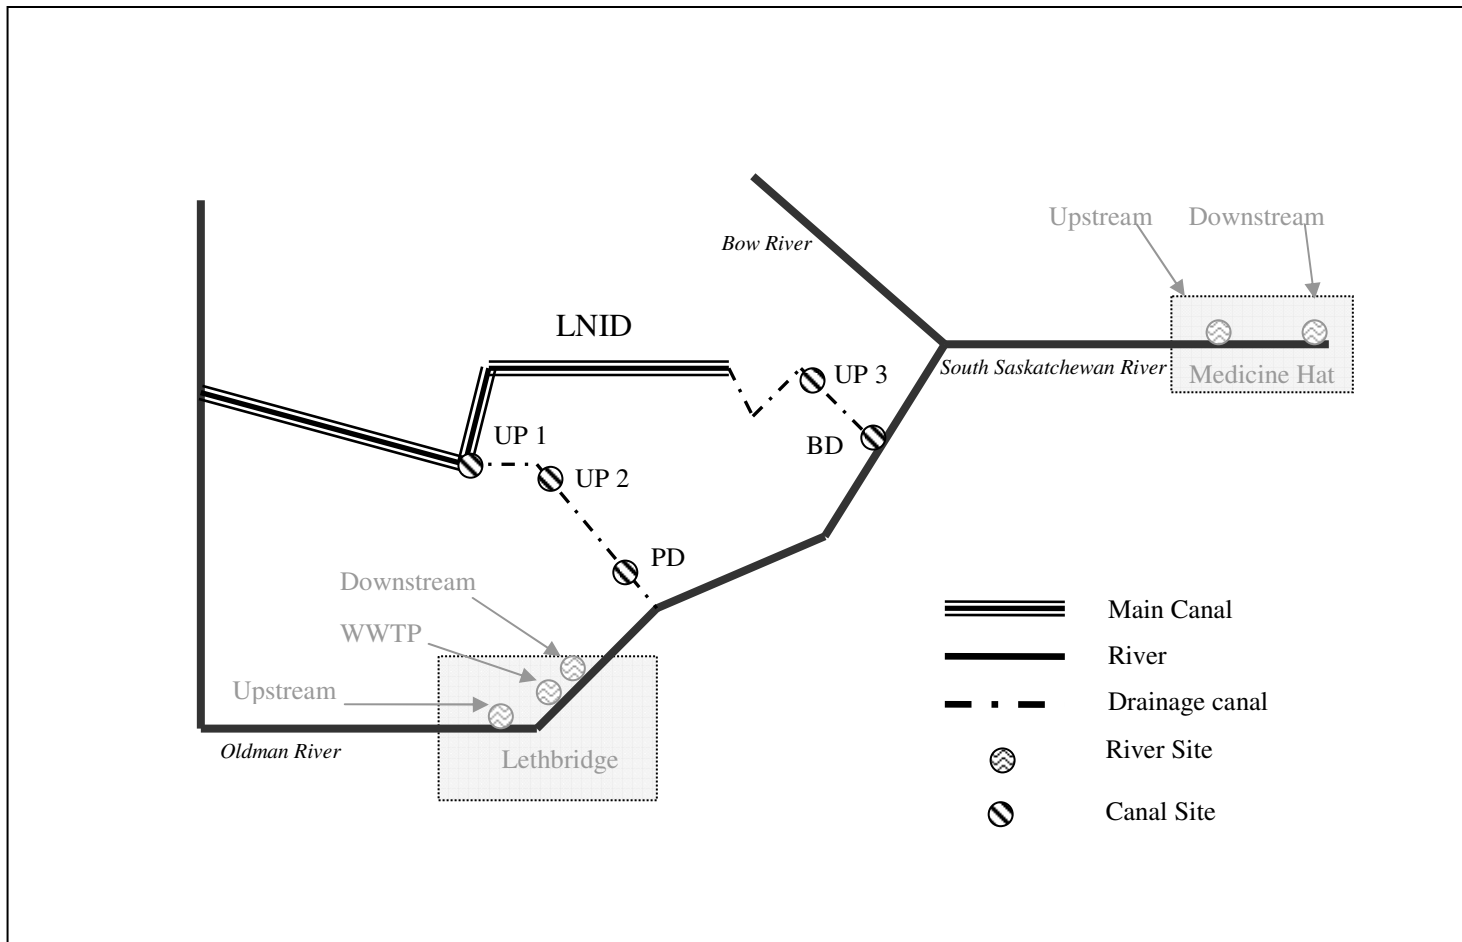 Upstream Downstream
Bow River
LNID
South Saskatchewan River
UP 3
Medicine Hat
UP 1
BD
UP 2
PD
Downstream
WWTP
Upstream
Oldman River
Lethbridge
Main Canal
River
Drainage canal
River Site
Canal Site